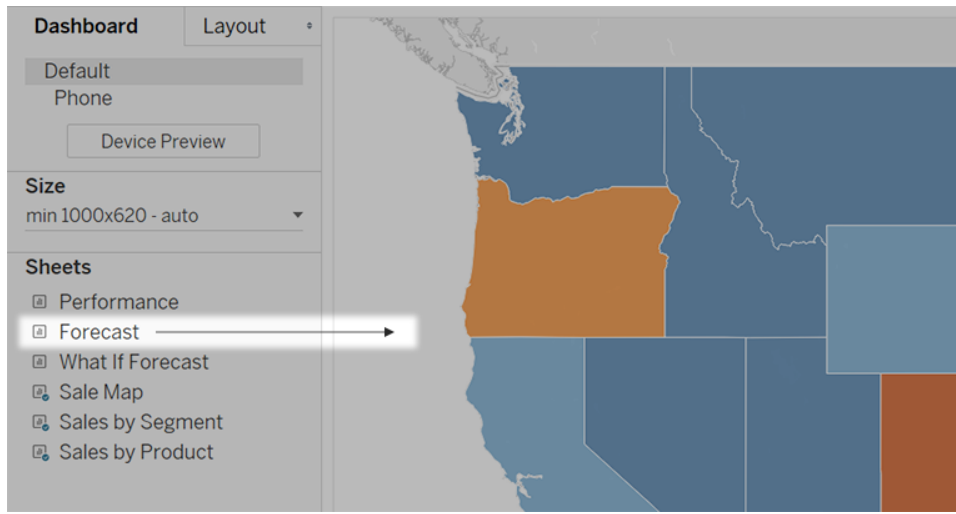 Dashboard Layout
Default
Phone
Device Preview
Size
min 1000x620 - auto
Sheets
Performance
Forecast
What If Forecast
Sale Map
Sales by Segment
Sales by Product